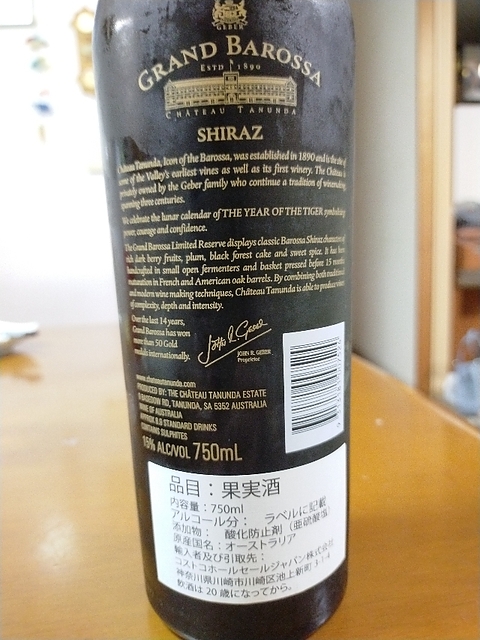 GEBER
GRAND BAROSSA
ESTD 1890
CHÂTEAU TANUNDA
SHIRAZ
Château Tanunda, Icon of the Barossa, was established in 1890 and is the
some of the Valley's earliest vines as well as its first winery. The Château is
privately owned by the Geber family who continue a tradition of winemaking
spanning three centuries.
We celebrate the lunar calendar of THE YEAR OF THE TIGER symbolising
power, courage and confidence.
The Grand Barossa Limited Reserve displays classic Barossa Shiraz characters
rich dark berry fruits, plum, black forest cake and sweet spice. It has been
handcrafted in small open fermenters and basket pressed before 15 months
maturation in French and American oak barrels. By combining both traditional
and modern wine making techniques, Château Tanunda is able to produce wines
of complexity, depth and intensity.
Over the last 14 years,
Grand Barossa has won
more than 50 Gold
medals internationally.
John R. Geber
JOHN R. GEBER
Proprietor
www.chateautanunda.com
PRODUCED BY: THE CHÂTEAU TANUNDA ESTATE
9 BASEDOW RD, TANUNDA, SA 5352 AUSTRALIA
WINE OF AUSTRALIA
APPROX 8.9 STANDARD DRINKS
CONTAINS SULPHITES
15% ALC/VOL 750mL
品目：果実酒
内容量：750ml
アルコール分： ラベルに記載
添加物： 酸化防止剤（亜硫酸塩）
原産国名：オーストラリア
輸入者及び引取先：
コストコホールセールジャパン株式会社
神奈川県川崎市川崎区池上新町 3-1-4
飲酒は 20 歳になってから。